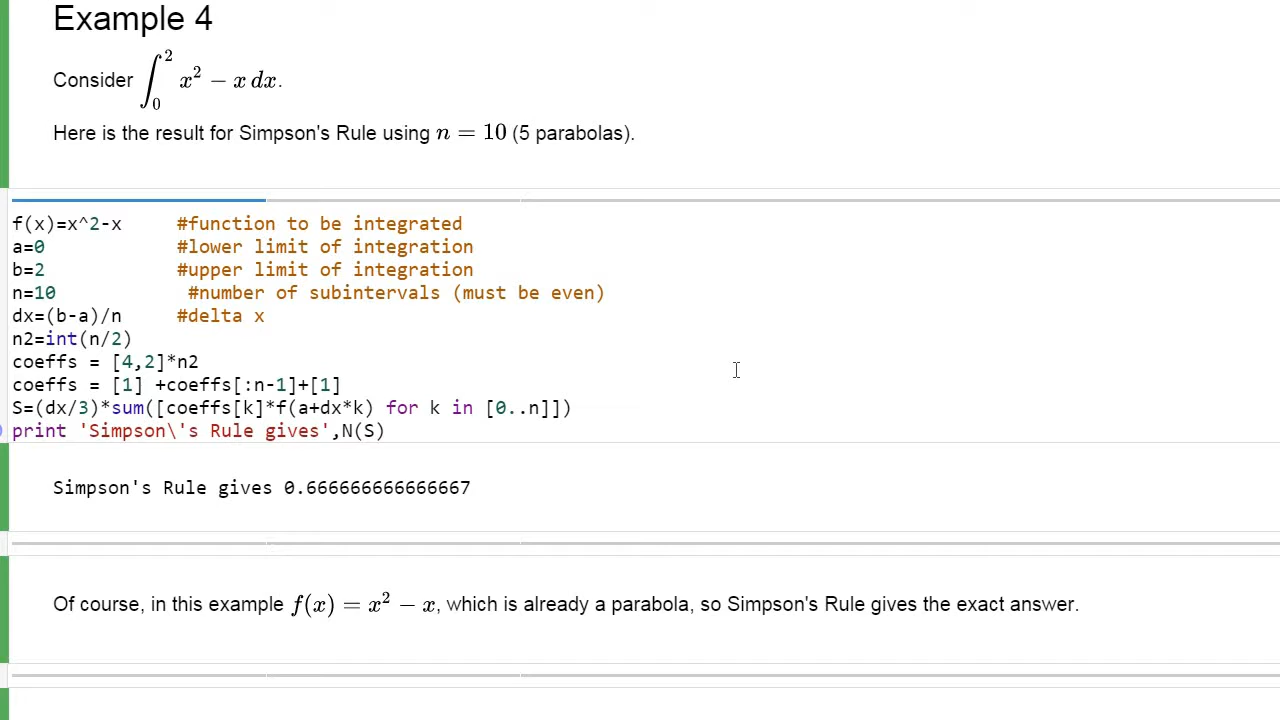 Example 4
Consider ∫₀² x² − x dx.
Here is the result for Simpson's Rule using n = 10 (5 parabolas).
f(x)=x^2-x     #function to be integrated
a=0            #lower limit of integration
b=2            #upper limit of integration
n=10            #number of subintervals (must be even)
dx=(b-a)/n     #delta x
n2=int(n/2)
coeffs = [4,2]*n2
coeffs = [1] +coeffs[:n-1]+[1]
S=(dx/3)*sum([coeffs[k]*f(a+dx*k) for k in [0..n]])
print 'Simpson\'s Rule gives',N(S)
Simpson's Rule gives 0.666666666666667
Of course, in this example f(x) = x² − x, which is already a parabola, so Simpson's Rule gives the exact answer.